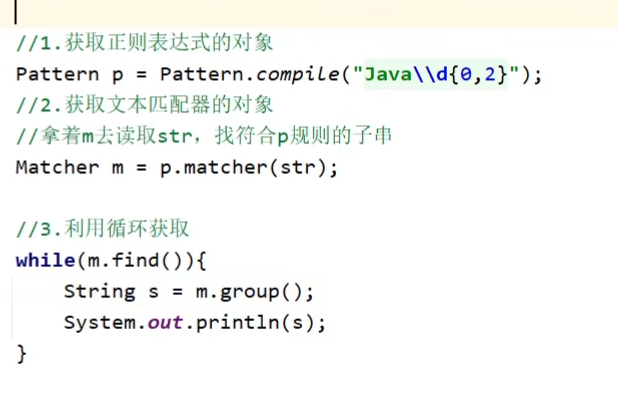 //1.获取正则表达式的对象
Pattern p = Pattern.compile("Java\\d{0,2}");
//2.获取文本匹配器的对象
//拿着m去读取str，找符合p规则的子串
Matcher m = p.matcher(str);
//3.利用循环获取
while(m.find()){
    String s = m.group();
    System.out.println(s);
}